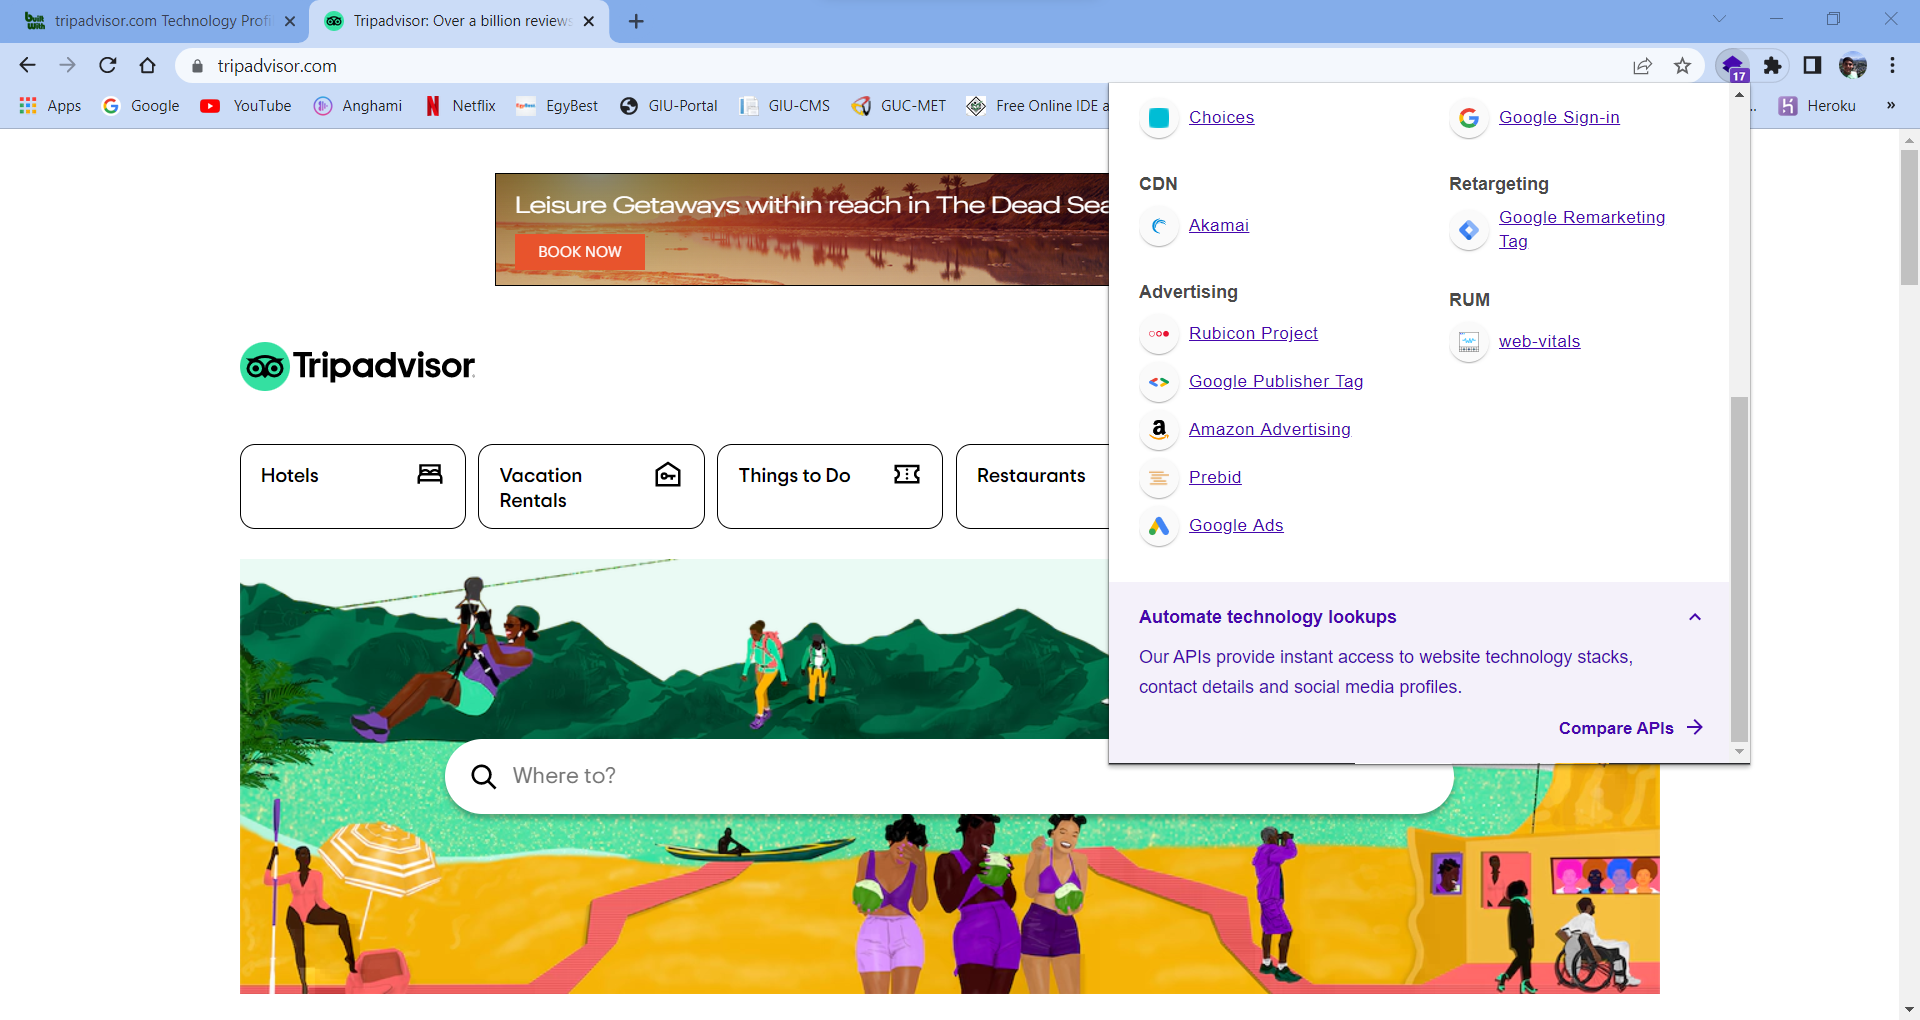 built With
tripadvisor.com Technology Profi
Tripadvisor: Over a billion reviews
tripadvisor.com
17
Apps
Google
YouTube
Anghami
Netflix
EgyBest
GIU-Portal
GIU-CMS
GUC-MET
Free Online IDE a
...
Heroku
»
Leisure Getaways within reach in The Dead Sea
BOOK NOW
Tripadvisor
Hotels
Vacation
Rentals
Things to Do
Restaurants
Where to?
Choices
Google Sign-in
CDN
Akamai
Retargeting
Google Remarketing
Tag
Advertising
Rubicon Project
Google Publisher Tag
Amazon Advertising
Prebid
Google Ads
RUM
web-vitals
Automate technology lookups
Our APIs provide instant access to website technology stacks,
contact details and social media profiles.
Compare APIs